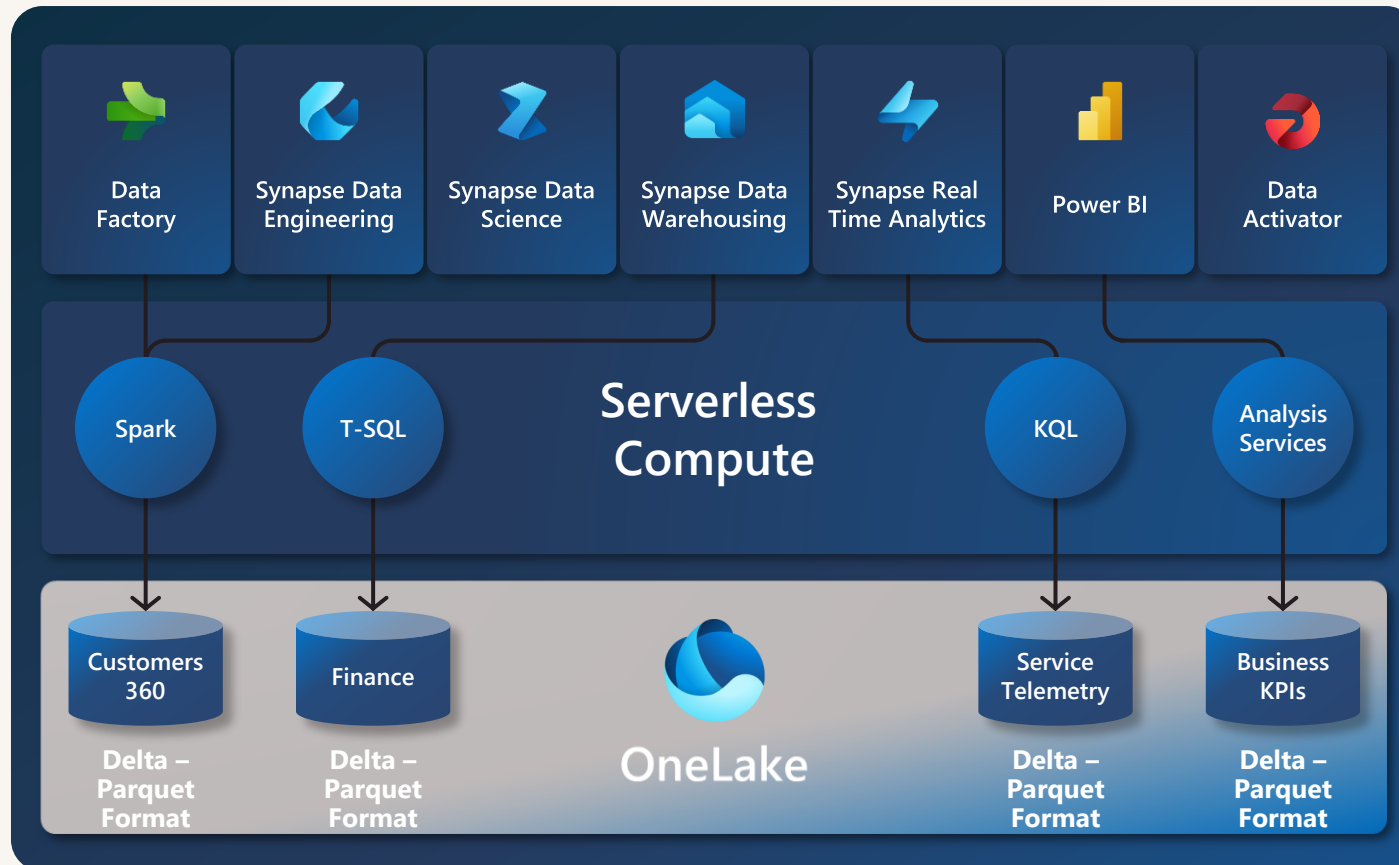 Data
Factory
Synapse Data
Engineering
Synapse Data
Science
Synapse Data
Warehousing
Synapse Real
Time Analytics
Power BI
Data
Activator
Spark
T-SQL
Serverless
Compute
KQL
Analysis
Services
Customers
360
Finance
OneLake
Service
Telemetry
Business
KPIs
Delta –
Parquet
Format
Delta –
Parquet
Format
Delta –
Parquet
Format
Delta –
Parquet
Format